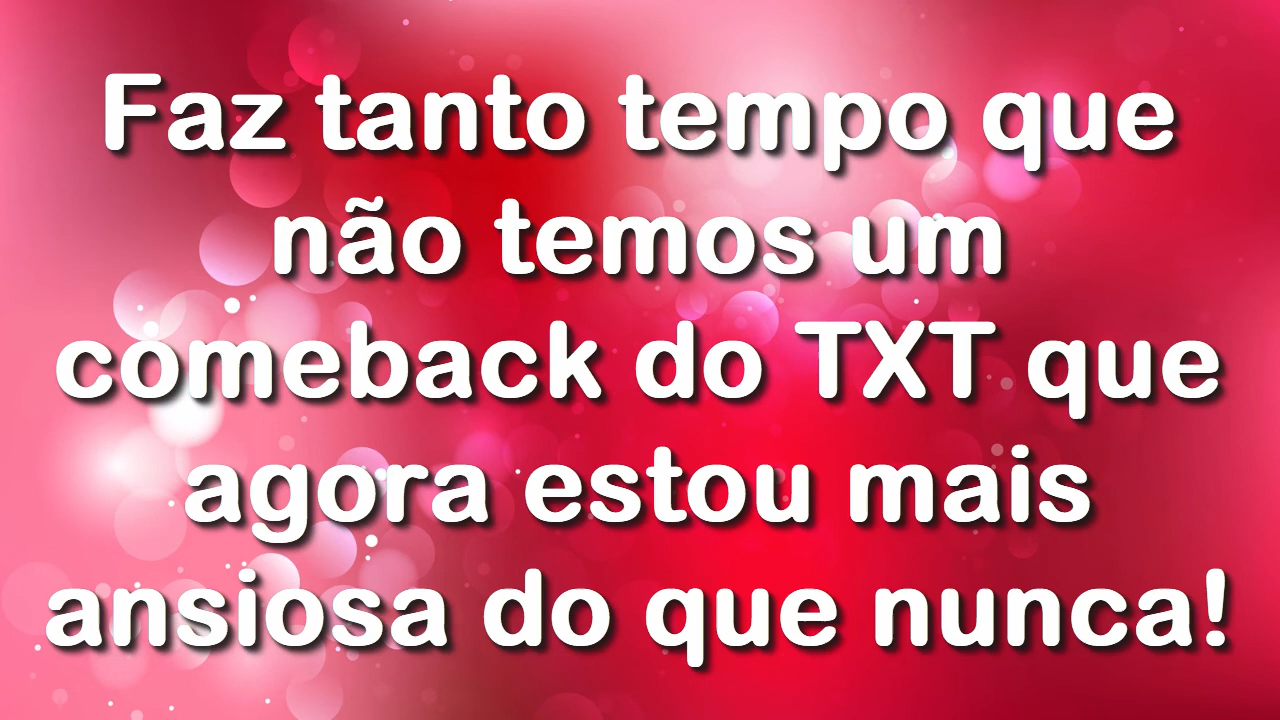 Faz tanto tempo que
não temos um
comeback do TXT que
agora estou mais
ansiosa do que nunca!